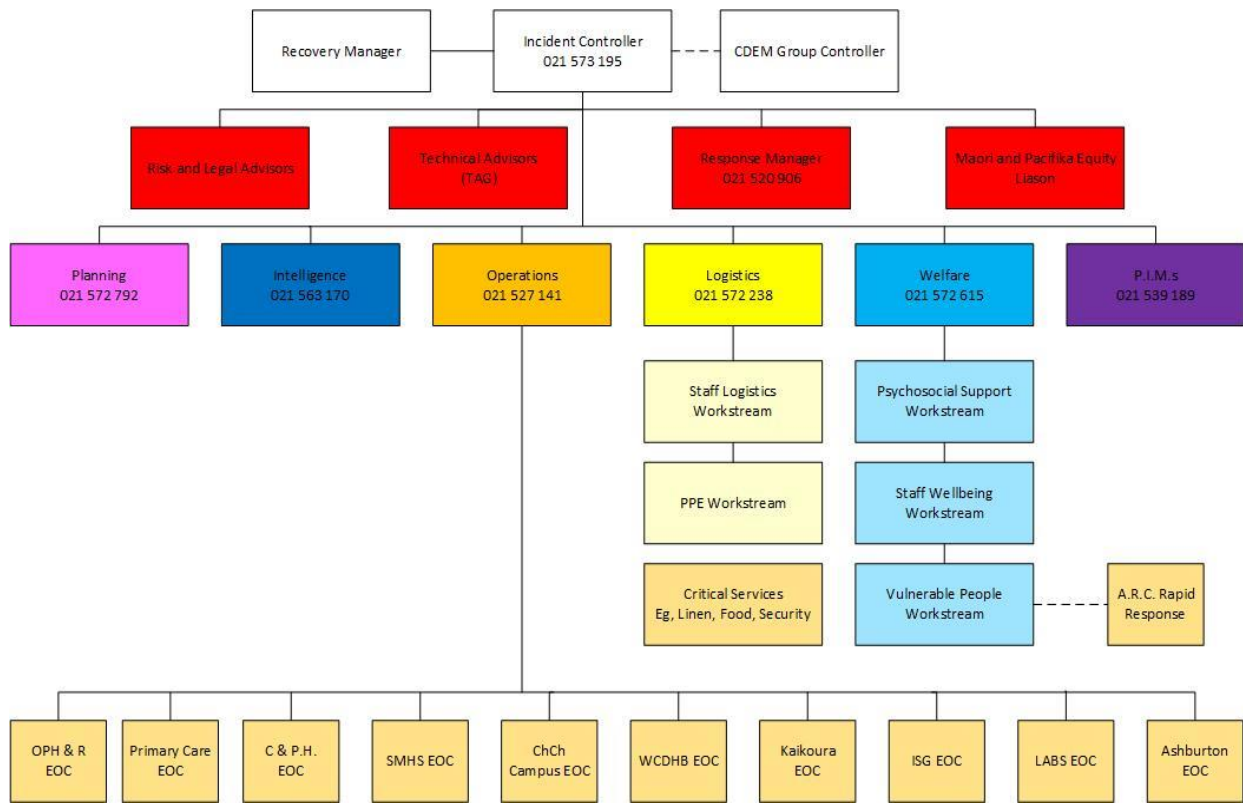 Recovery Manager
Incident Controller
021 573 195
CDEM Group Controller
Risk and Legal Advisors
Technical Advisors
(TAG)
Response Manager
021 520 906
Maori and Pacifika Equity
Liason
Planning
021 572 792
Intelligence
021 563 170
Operations
021 527 141
Logistics
021 572 238
Welfare
021 572 615
P.I.M.s
021 539 189
Staff Logistics
Workstream
Psychosocial Support
Workstream
PPE Workstream
Staff Wellbeing
Workstream
Critical Services
Eg, Linen, Food, Security
Vulnerable People
Workstream
A.R.C. Rapid
Response
OPH & R
EOC
Primary Care
EOC
C & P.H.
EOC
SMHS EOC
ChCh
Campus EOC
WCDHB EOC
Kaikoura
EOC
ISG EOC
LABS EOC
Ashburton
EOC